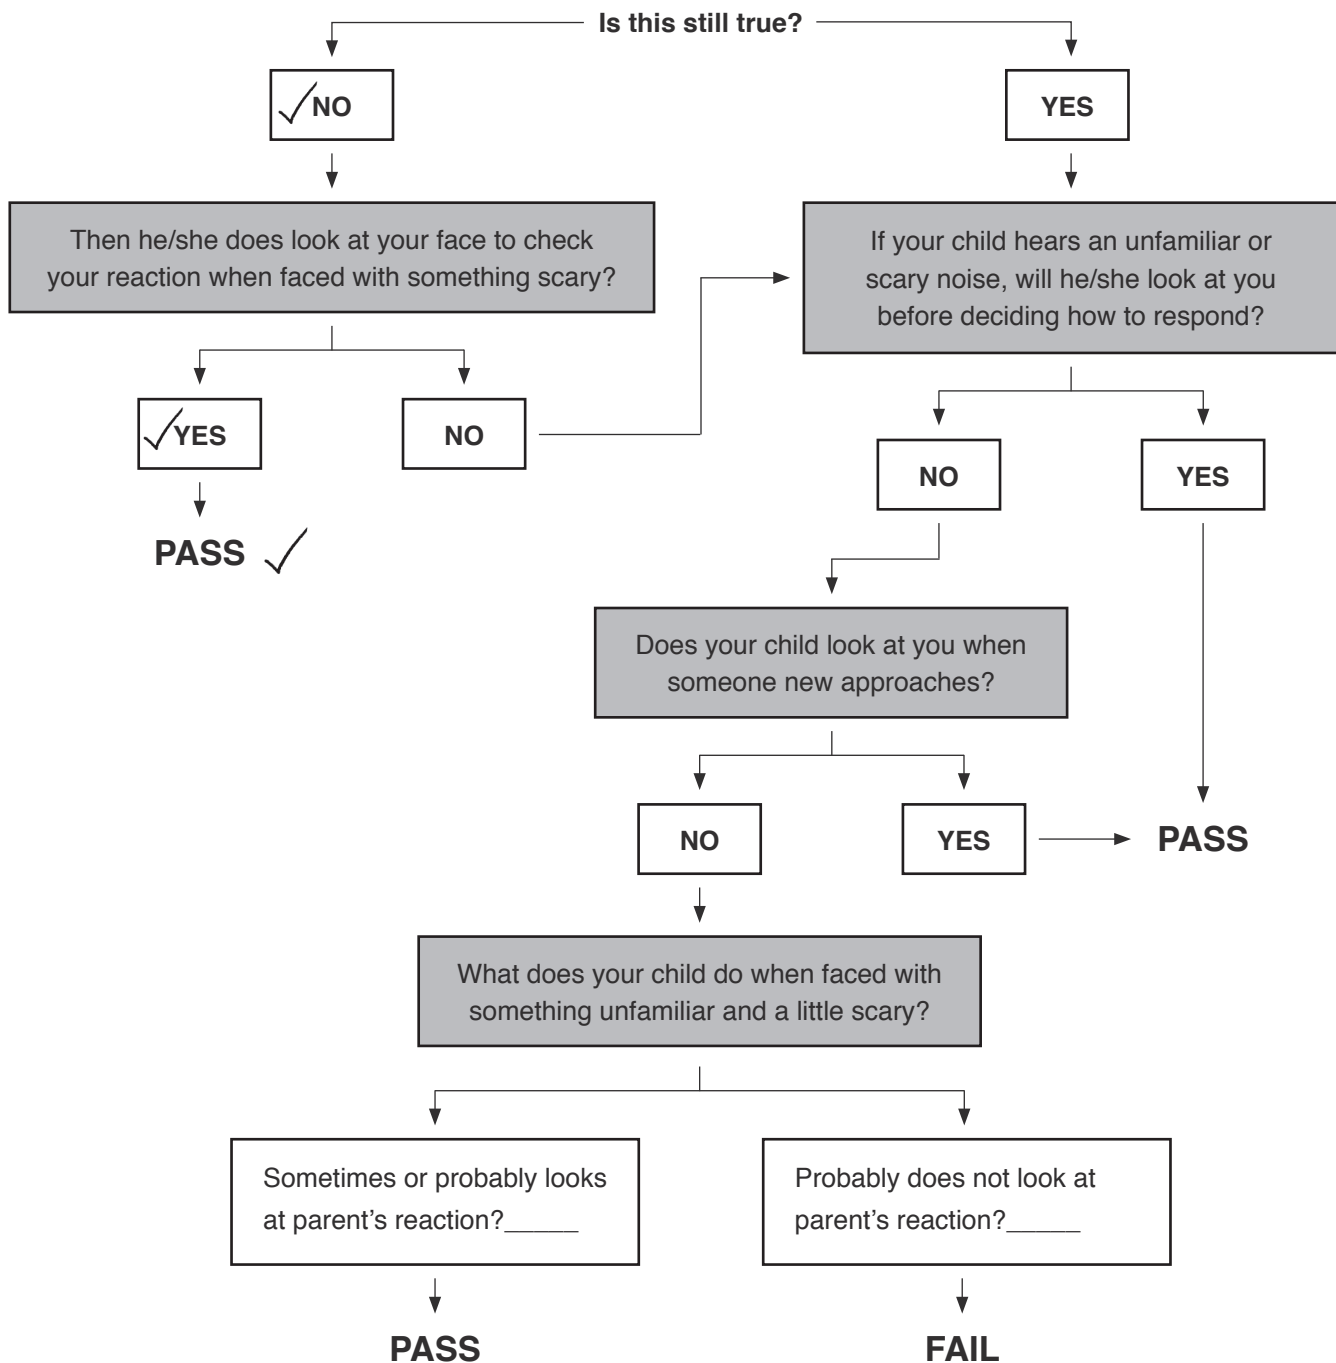 Is this still true?
✓NO
YES
Then he/she does look at your face to check
your reaction when faced with something scary?
If your child hears an unfamiliar or
scary noise, will he/she look at you
before deciding how to respond?
✓YES
NO
NO
YES
PASS ✓
Does your child look at you when
someone new approaches?
NO
YES
PASS
What does your child do when faced with
something unfamiliar and a little scary?
Sometimes or probably looks
at parent's reaction?_____
Probably does not look at
parent's reaction?_____
PASS
FAIL